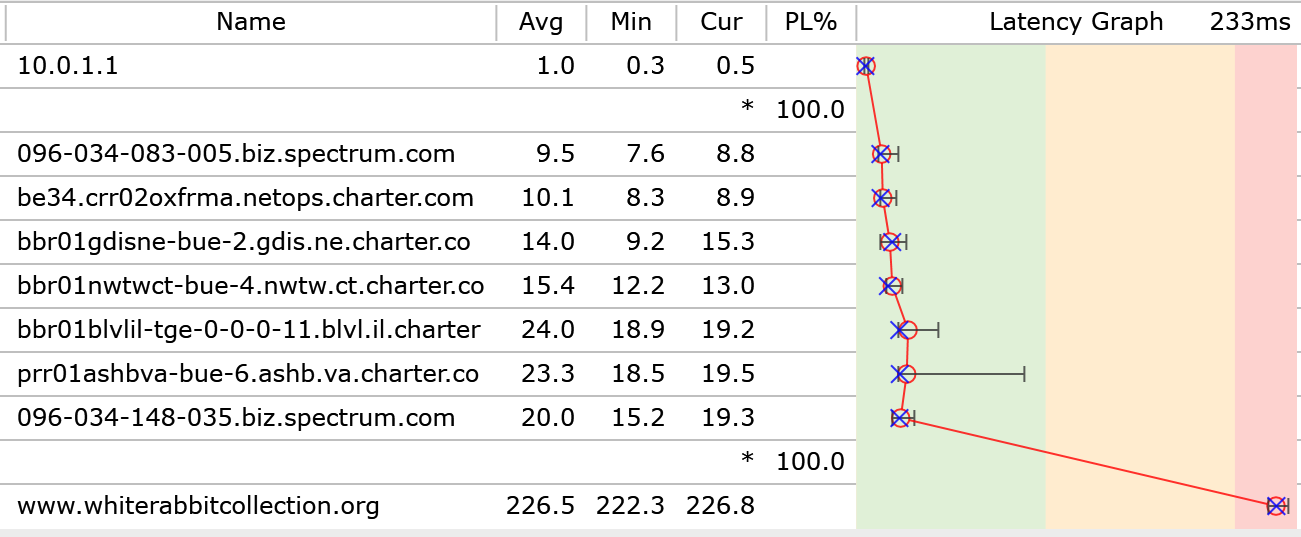 Name Avg Min Cur PL% Latency Graph 233ms
10.0.1.1 1.0 0.3 0.5
* 100.0
096-034-083-005.biz.spectrum.com 9.5 7.6 8.8
be34.crr02oxfrma.netops.charter.com 10.1 8.3 8.9
bbr01gdisne-bue-2.gdis.ne.charter.co 14.0 9.2 15.3
bbr01nwtwct-bue-4.nwtw.ct.charter.co 15.4 12.2 13.0
bbr01blvlil-tge-0-0-0-11.blvl.il.charter 24.0 18.9 19.2
prr01ashbva-bue-6.ashb.va.charter.co 23.3 18.5 19.5
096-034-148-035.biz.spectrum.com 20.0 15.2 19.3
* 100.0
www.whiterabbitcollection.org 226.5 222.3 226.8